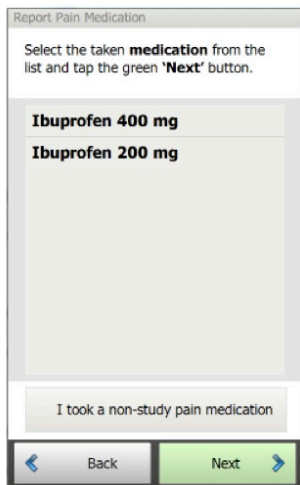 Report Pain Medication
Select the taken medication from the
list and tap the green ‘Next’ button.
Ibuprofen 400 mg
Ibuprofen 200 mg
I took a non-study pain medication
Back
Next